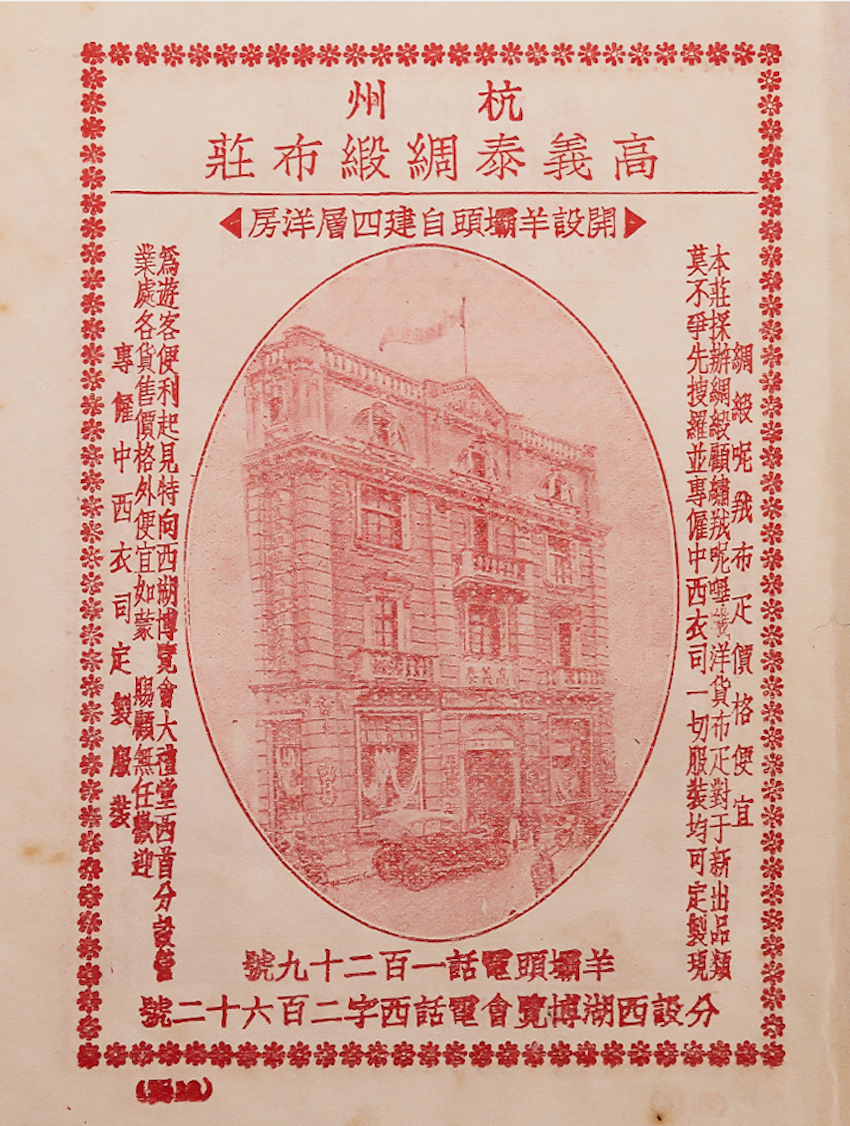 杭州
高義泰綢緞布莊
開設羊壩頭自建四層洋房
綢緞呢羢布疋價格便宜
本莊採辦綢緞顧繡羢呢嗶嘰洋貨布疋對于新出品類
莫不爭先搜羅並專僱中西衣司一切服裝均可定製現
高義泰
為遊客便利起見特向西湖博覽會大禮堂西首分設營
業處各貨售價格外便宜如蒙 賜顧無任歡迎
專僱中西衣司定製服裝
羊壩頭電話一百二十九號
分設西湖博覽會電話西字二百六十二號